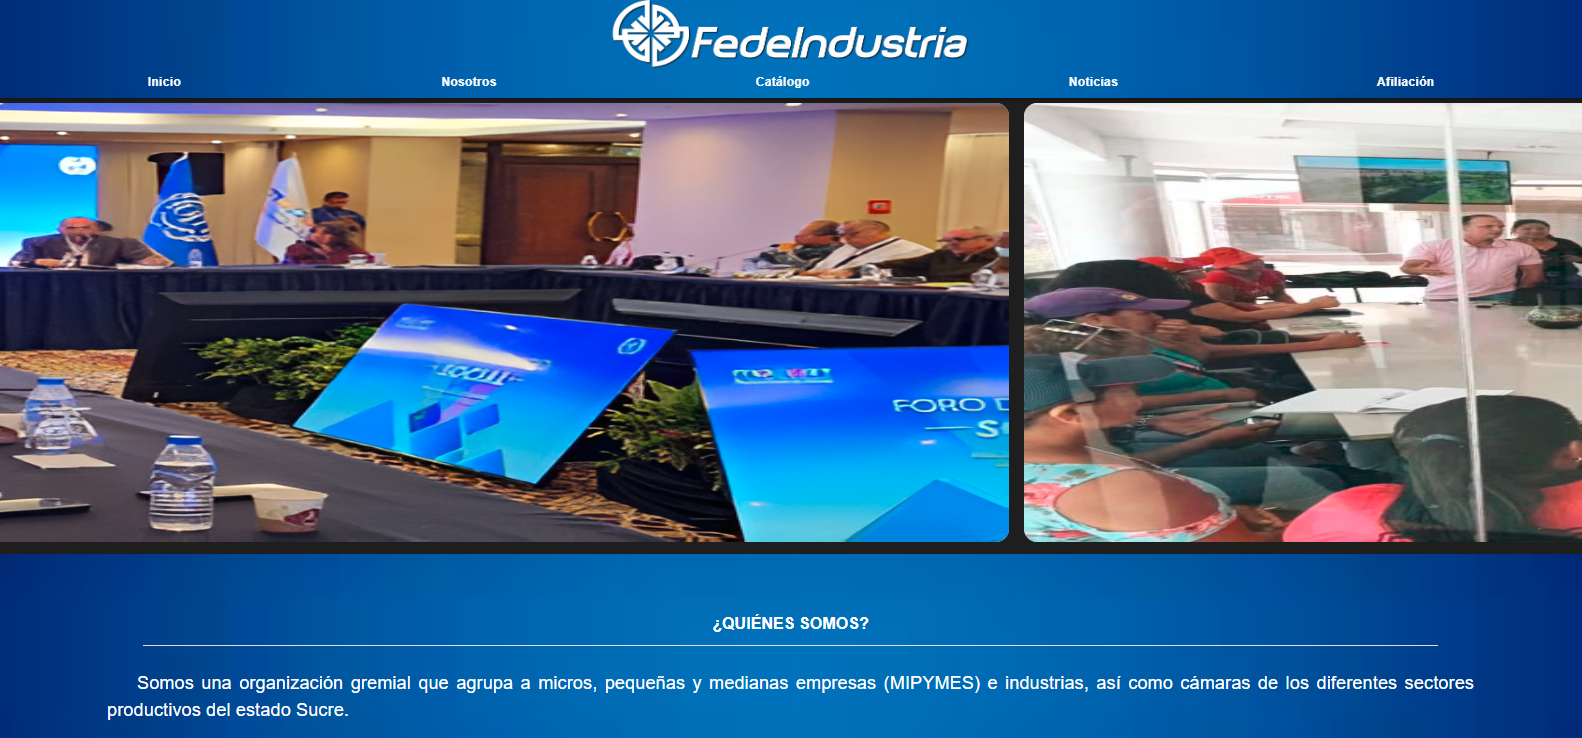 FedeIndustria
Inicio
Nosotros
Catálogo
Noticias
Afiliación
FORO D
¿QUIÉNES SOMOS?
Somos una organización gremial que agrupa a micros, pequeñas y medianas empresas (MIPYMES) e industrias, así como cámaras de los diferentes sectores
productivos del estado Sucre.